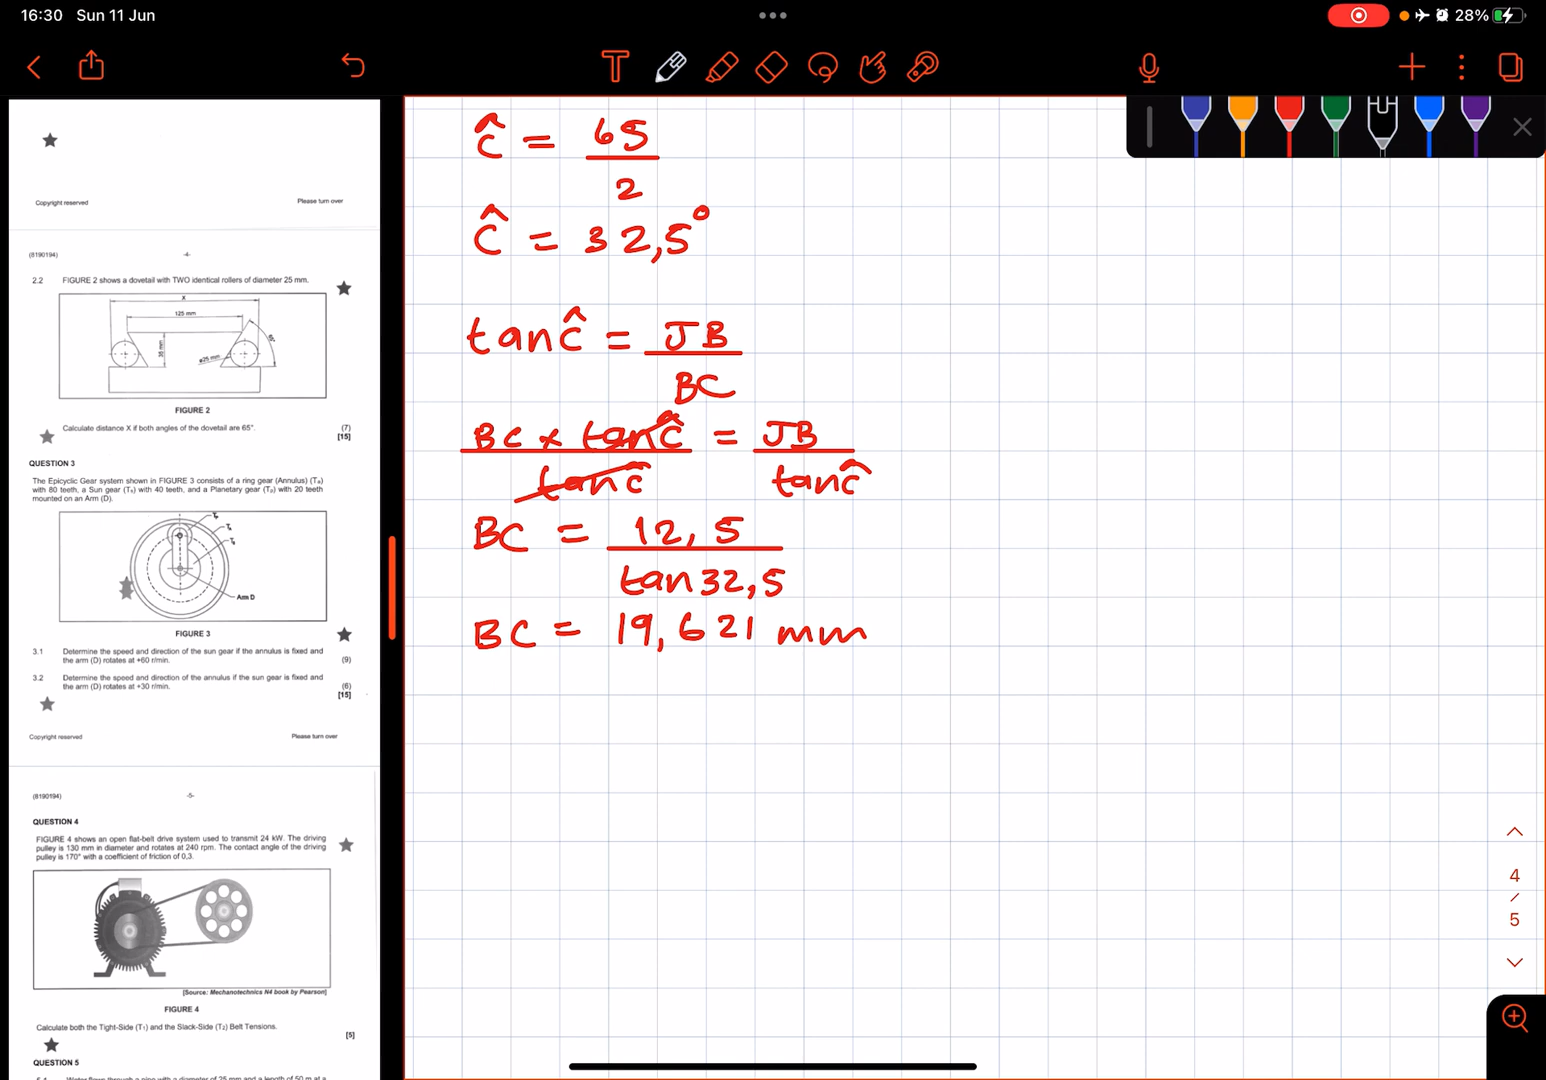 16:30 Sun 11 Jun
28%
Copyright reserved
Please turn over
(8190194)
-4-
2.2 FIGURE 2 shows a dovetail with TWO identical rollers of diameter 25 mm.
X
125 mm
35 mm
ø25 mm
FIGURE 2
Calculate distance X if both angles of the dovetail are 65°.
(7)
[15]
QUESTION 3
The Epicyclic Gear system shown in FIGURE 3 consists of a ring gear (Annulus) (Tₐ)
with 80 teeth, a Sun gear (Tₛ) with 40 teeth, and a Planetary gear (Tₚ) with 20 teeth
mounted on an Arm (D).
Arm D
FIGURE 3
3.1 Determine the speed and direction of the sun gear if the annulus is fixed and
the arm (D) rotates at +60 r/min.
(9)
3.2 Determine the speed and direction of the annulus if the sun gear is fixed and
the arm (D) rotates at +30 r/min.
(6)
[15]
Copyright reserved
Please turn over
(8190194)
-5-
QUESTION 4
FIGURE 4 shows an open flat-belt drive system used to transmit 24 kW. The driving
pulley is 130 mm in diameter and rotates at 240 rpm. The contact angle of the driving
pulley is 170° with a coefficient of friction of 0,3.
[Source: Mechanotechnics N4 book by Pearson]
FIGURE 4
Calculate both the Tight-Side (T₁) and the Slack-Side (T₂) Belt Tensions.
[5]
QUESTION 5
ĉ = 65
2
ĉ = 32,5°
tanĉ = JB
BC
BC × tanĉ = JB
tanĉ tanĉ
BC = 12,5
tan32,5
BC = 19,621 mm
4
/
5